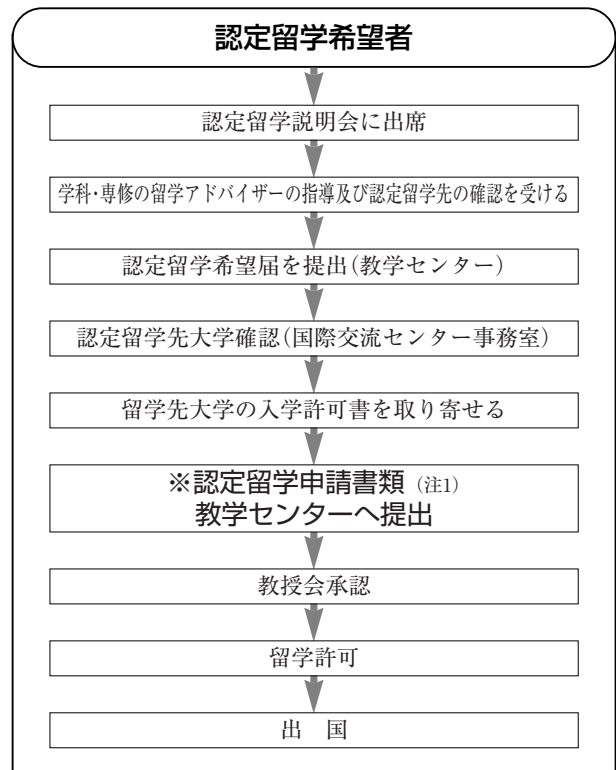 認定留学希望者
認定留学説明会に出席
学科・専修の留学アドバイザーの指導及び認定留学先の確認を受ける
認定留学希望届を提出(教学センター)
認定留学先大学確認(国際交流センター事務室)
留学先大学の入学許可書を取り寄せる
※認定留学申請書類(注1)
教学センターへ提出
教授会承認
留学許可
出　国